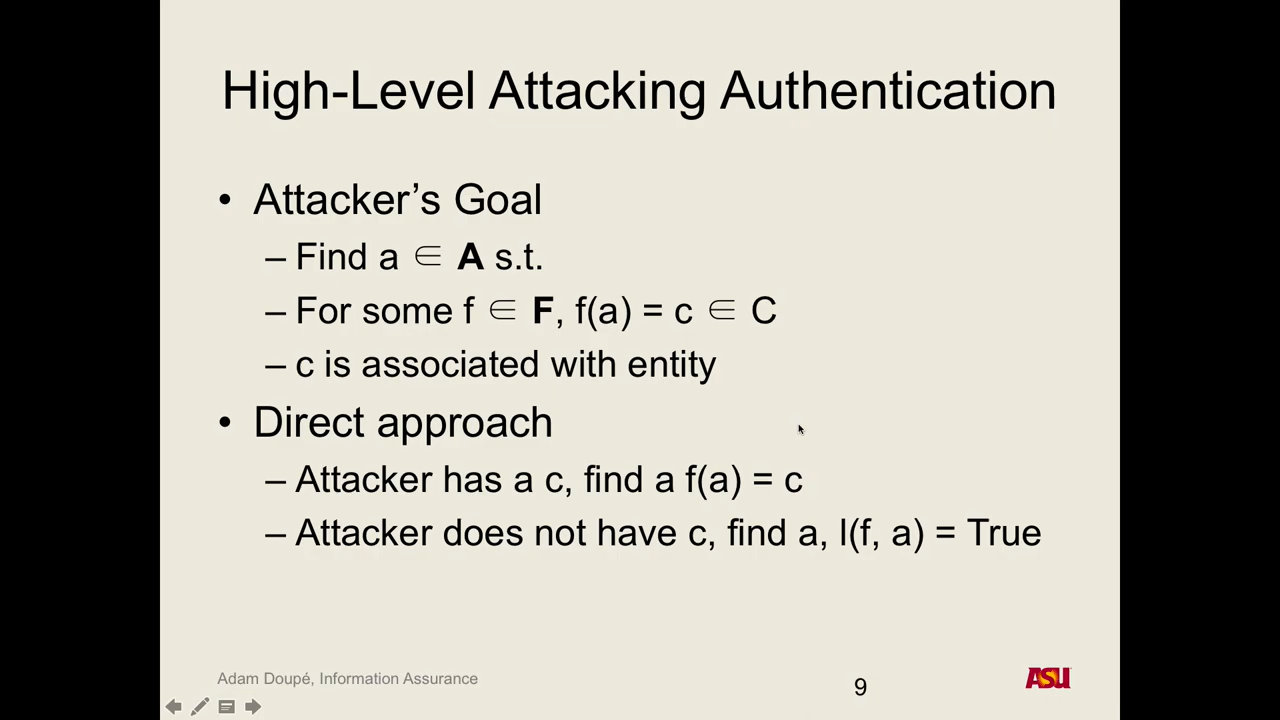 High-Level Attacking Authentication
• Attacker’s Goal
– Find a ∈ A s.t.
– For some f ∈ F, f(a) = c ∈ C
– c is associated with entity
• Direct approach
– Attacker has a c, find a f(a) = c
– Attacker does not have c, find a, l(f, a) = True
Adam Doupé, Information Assurance
9
ASU